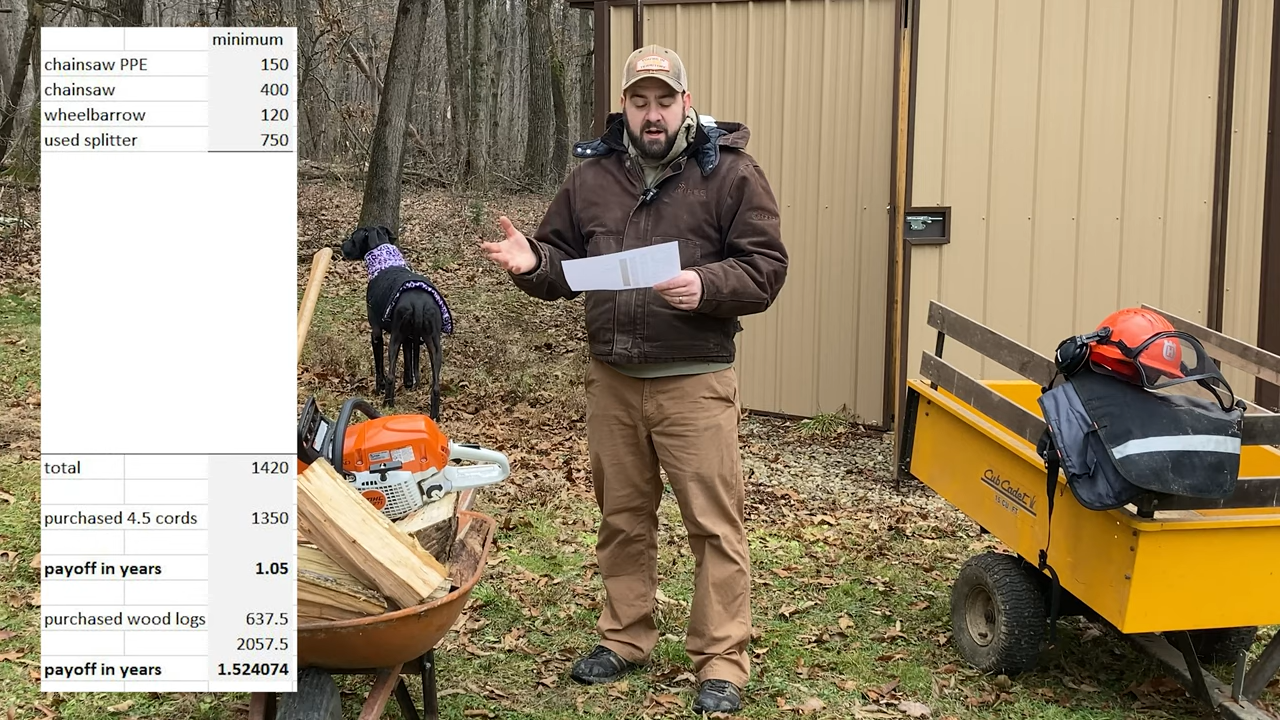 minimum
chainsaw PPE 150
chainsaw 400
wheelbarrow 120
used splitter 750
total 1420
purchased 4.5 cords 1350
payoff in years 1.05
purchased wood logs 637.5
2057.5
payoff in years 1.524074
Cub Cadet
STIHL